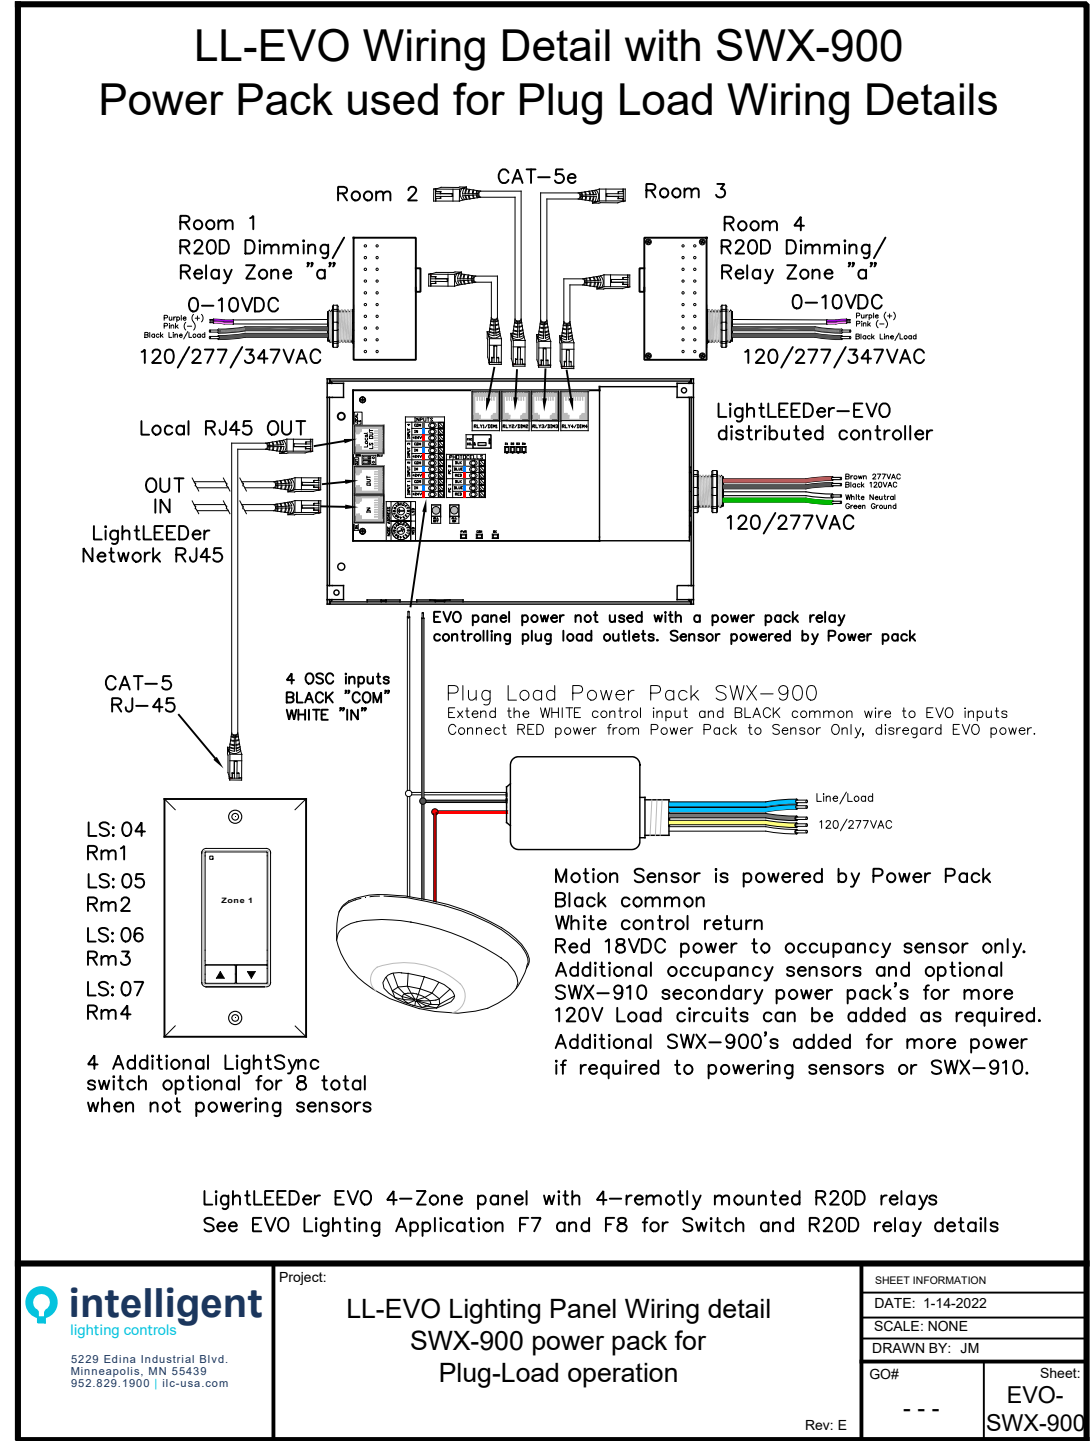 LL-EVO Wiring Detail with SWX-900
Power Pack used for Plug Load Wiring Details
CAT-5e
Room 2
Room 3
Room 1
R20D Dimming/
Relay Zone "a"
Room 4
R20D Dimming/
Relay Zone "a"
0-10VDC
Purple (+)
Pink (-)
Black Line/Load
120/277/347VAC
0-10VDC
Purple (+)
Pink (-)
Black Line/Load
120/277/347VAC
RLY1/DIM1
RLY2/DIM2
RLY3/DIM3
RLY4/DIM4
INPUTS
Local RJ45 OUT
Local
LS OUT
OUT
IN
OUT
IN
LightLEEDer
Network RJ45
LightLEEDer-EVO
distributed controller
Brown 277VAC
Black 120VAC
White Neutral
Green Ground
120/277VAC
EVO panel power not used with a power pack relay
controlling plug load outlets. Sensor powered by Power pack
CAT-5
RJ-45
4 OSC inputs
BLACK "COM"
WHITE "IN"
Plug Load Power Pack SWX-900
Extend the WHITE control input and BLACK common wire to EVO inputs
Connect RED power from Power Pack to Sensor Only, disregard EVO power.
Line/Load
120/277VAC
LS: 04
Rm1
LS: 05
Rm2
LS: 06
Rm3
LS: 07
Rm4
Zone 1
Motion Sensor is powered by Power Pack
Black common
White control return
Red 18VDC power to occupancy sensor only.
Additional occupancy sensors and optional
SWX-910 secondary power pack's for more
120V Load circuits can be added as required.
Additional SWX-900's added for more power
if required to powering sensors or SWX-910.
4 Additional LightSync
switch optional for 8 total
when not powering sensors
LightLEEDer EVO 4-Zone panel with 4-remotly mounted R20D relays
See EVO Lighting Application F7 and F8 for Switch and R20D relay details
intelligent
lighting controls
5229 Edina Industrial Blvd.
Minneapolis, MN 55439
952.829.1900 | ilc-usa.com
Project:
LL-EVO Lighting Panel Wiring detail
SWX-900 power pack for
Plug-Load operation
Rev: E
SHEET INFORMATION
DATE: 1-14-2022
SCALE: NONE
DRAWN BY: JM
GO#
- - -
Sheet:
EVO-
SWX-900